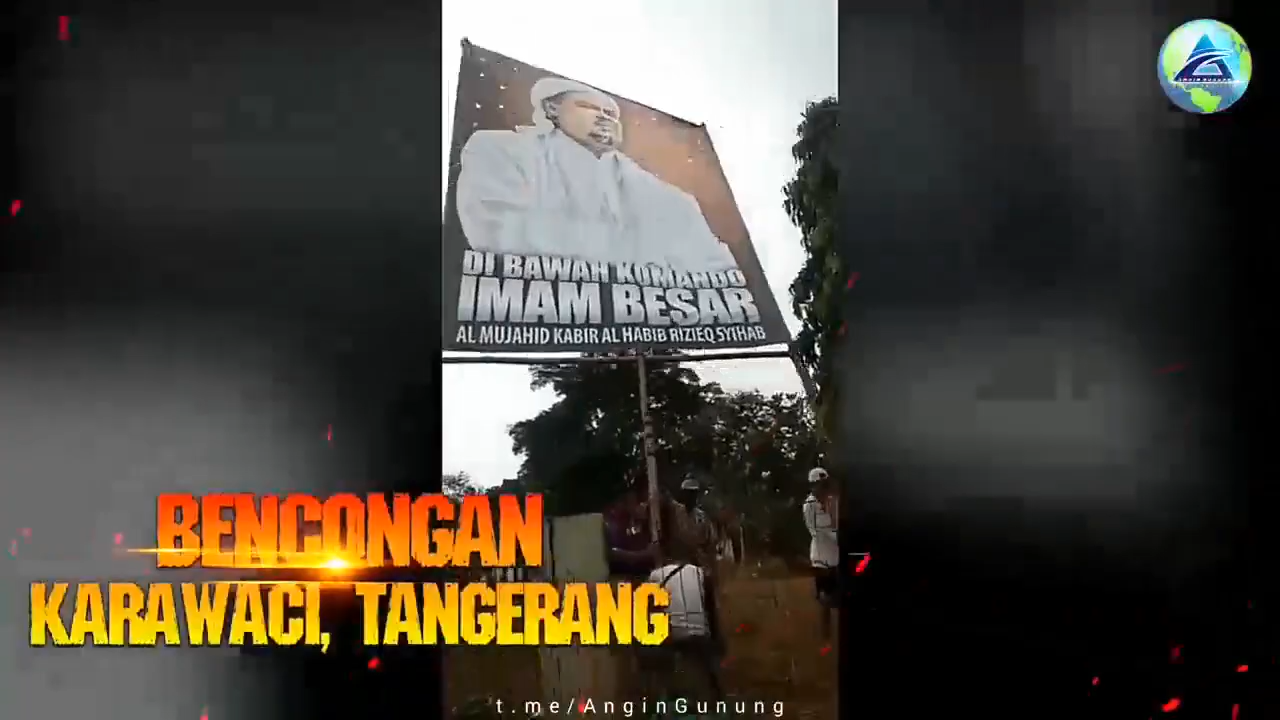 DI BAWAH KOMANDO
IMAM BESAR
AL MUJAHID KABIR AL HABIB RIZIEQ SYIHAB
BENCONGAN
KARAWACI, TANGERANG
t.me/AnginGunung